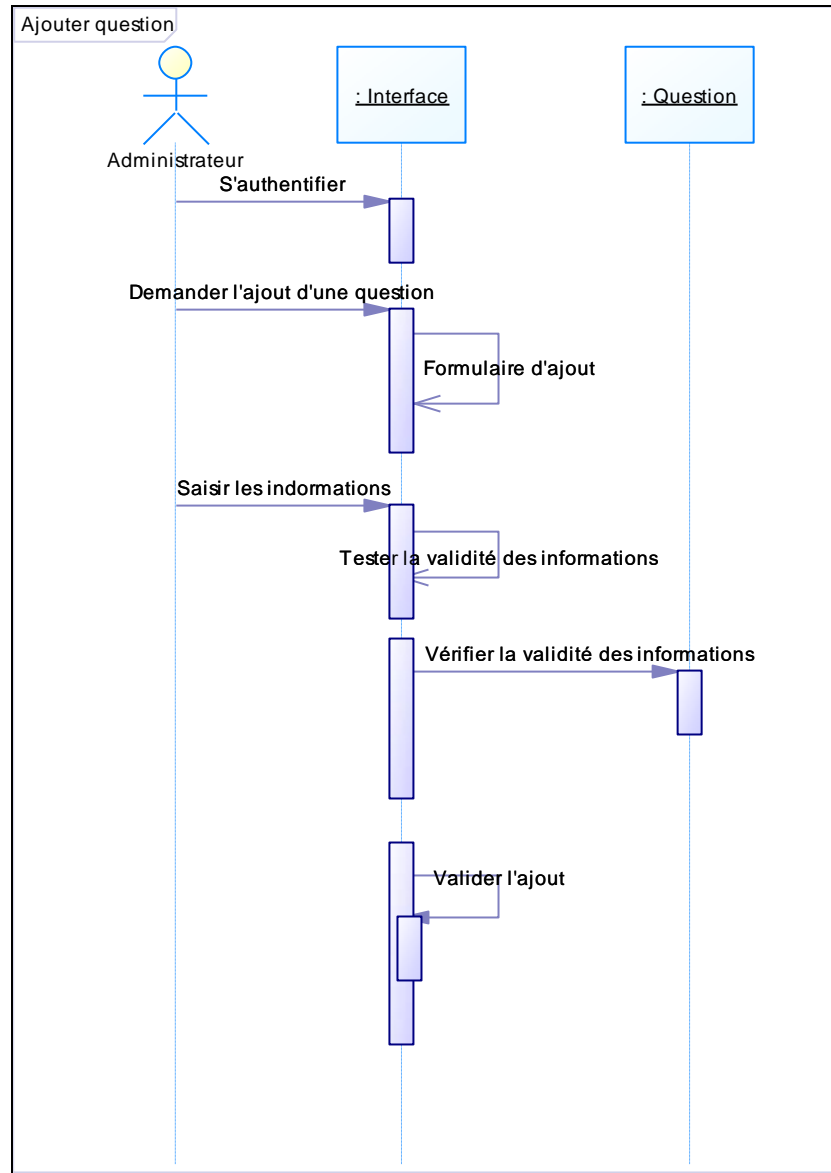 Ajouter question
: Interface
: Question
Administrateur
S'authentifier
Demander l'ajout d'une question
Formulaire d'ajout
Saisir les indormations
Tester la validité des informations
Vérifier la validité des informations
Valider l'ajout